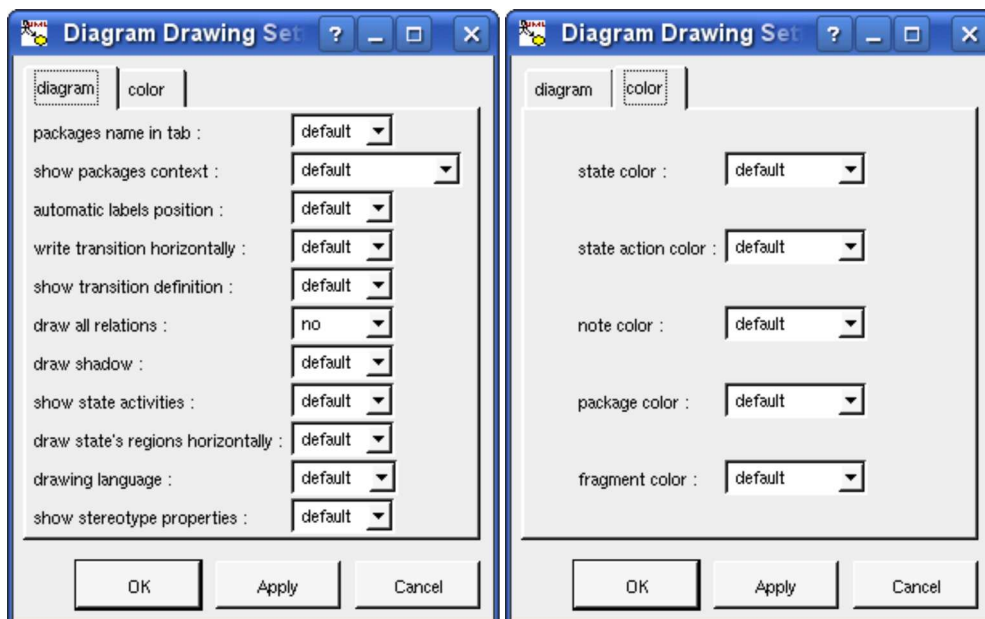 Diagram Drawing Set
diagram color
packages name in tab : default
show packages context : default
automatic labels position : default
write transition horizontally : default
show transition definition : default
draw all relations : no
draw shadow : default
show state activities : default
draw state's regions horizontally : default
drawing language : default
show stereotype properties : default
OK Apply Cancel
Diagram Drawing Set
diagram color
state color : default
state action color : default
note color : default
package color : default
fragment color : default
OK Apply Cancel